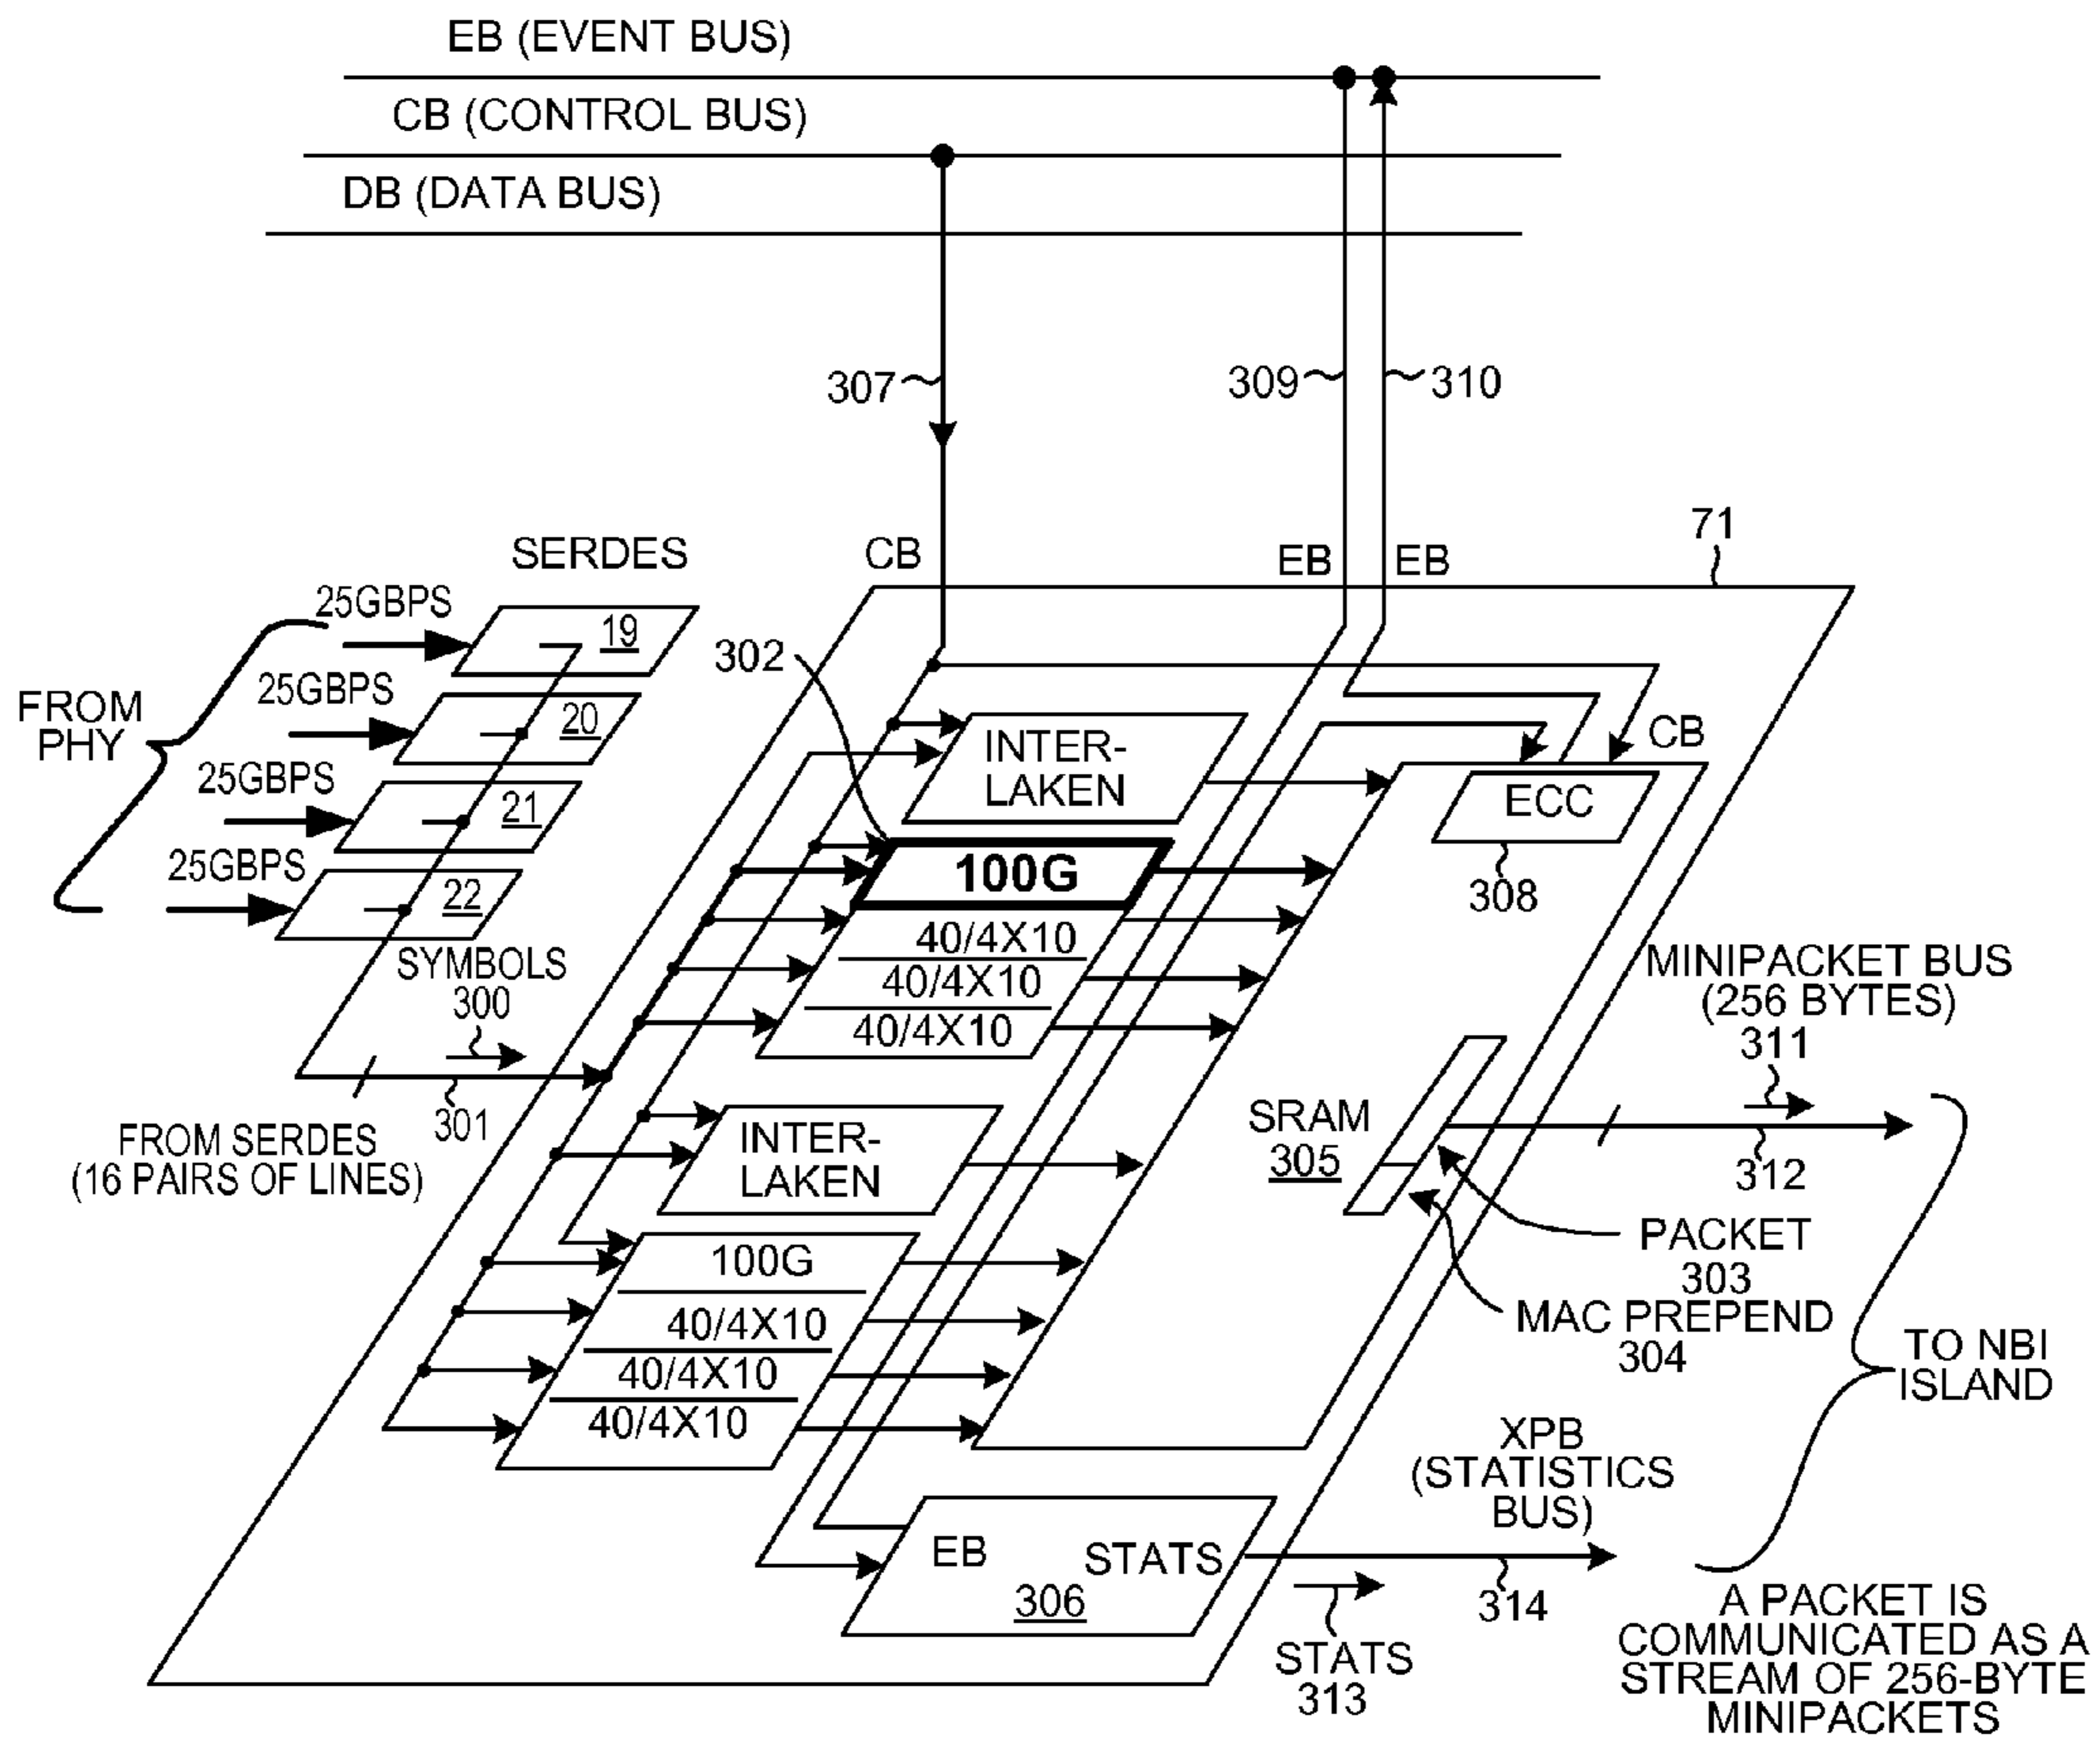 EB (EVENT BUS)
CB (CONTROL BUS)
DB (DATA BUS)
307
309
310
71
SERDES
CB
EB
EB
25GBPS
19
302
25GBPS
20
FROM
PHY
CB
INTER-
LAKEN
25GBPS
21
ECC
25GBPS
22
100G
308
40/4X10
40/4X10
40/4X10
SYMBOLS
300
MINIPACKET BUS
(256 BYTES)
311
301
FROM SERDES
(16 PAIRS OF LINES)
INTER-
LAKEN
SRAM
305
312
PACKET
303
MAC PREPEND
304
100G
40/4X10
40/4X10
40/4X10
TO NBI
ISLAND
XPB
(STATISTICS
BUS)
EB
STATS
306
314
STATS
313
A PACKET IS
COMMUNICATED AS A
STREAM OF 256-BYTE
MINIPACKETS